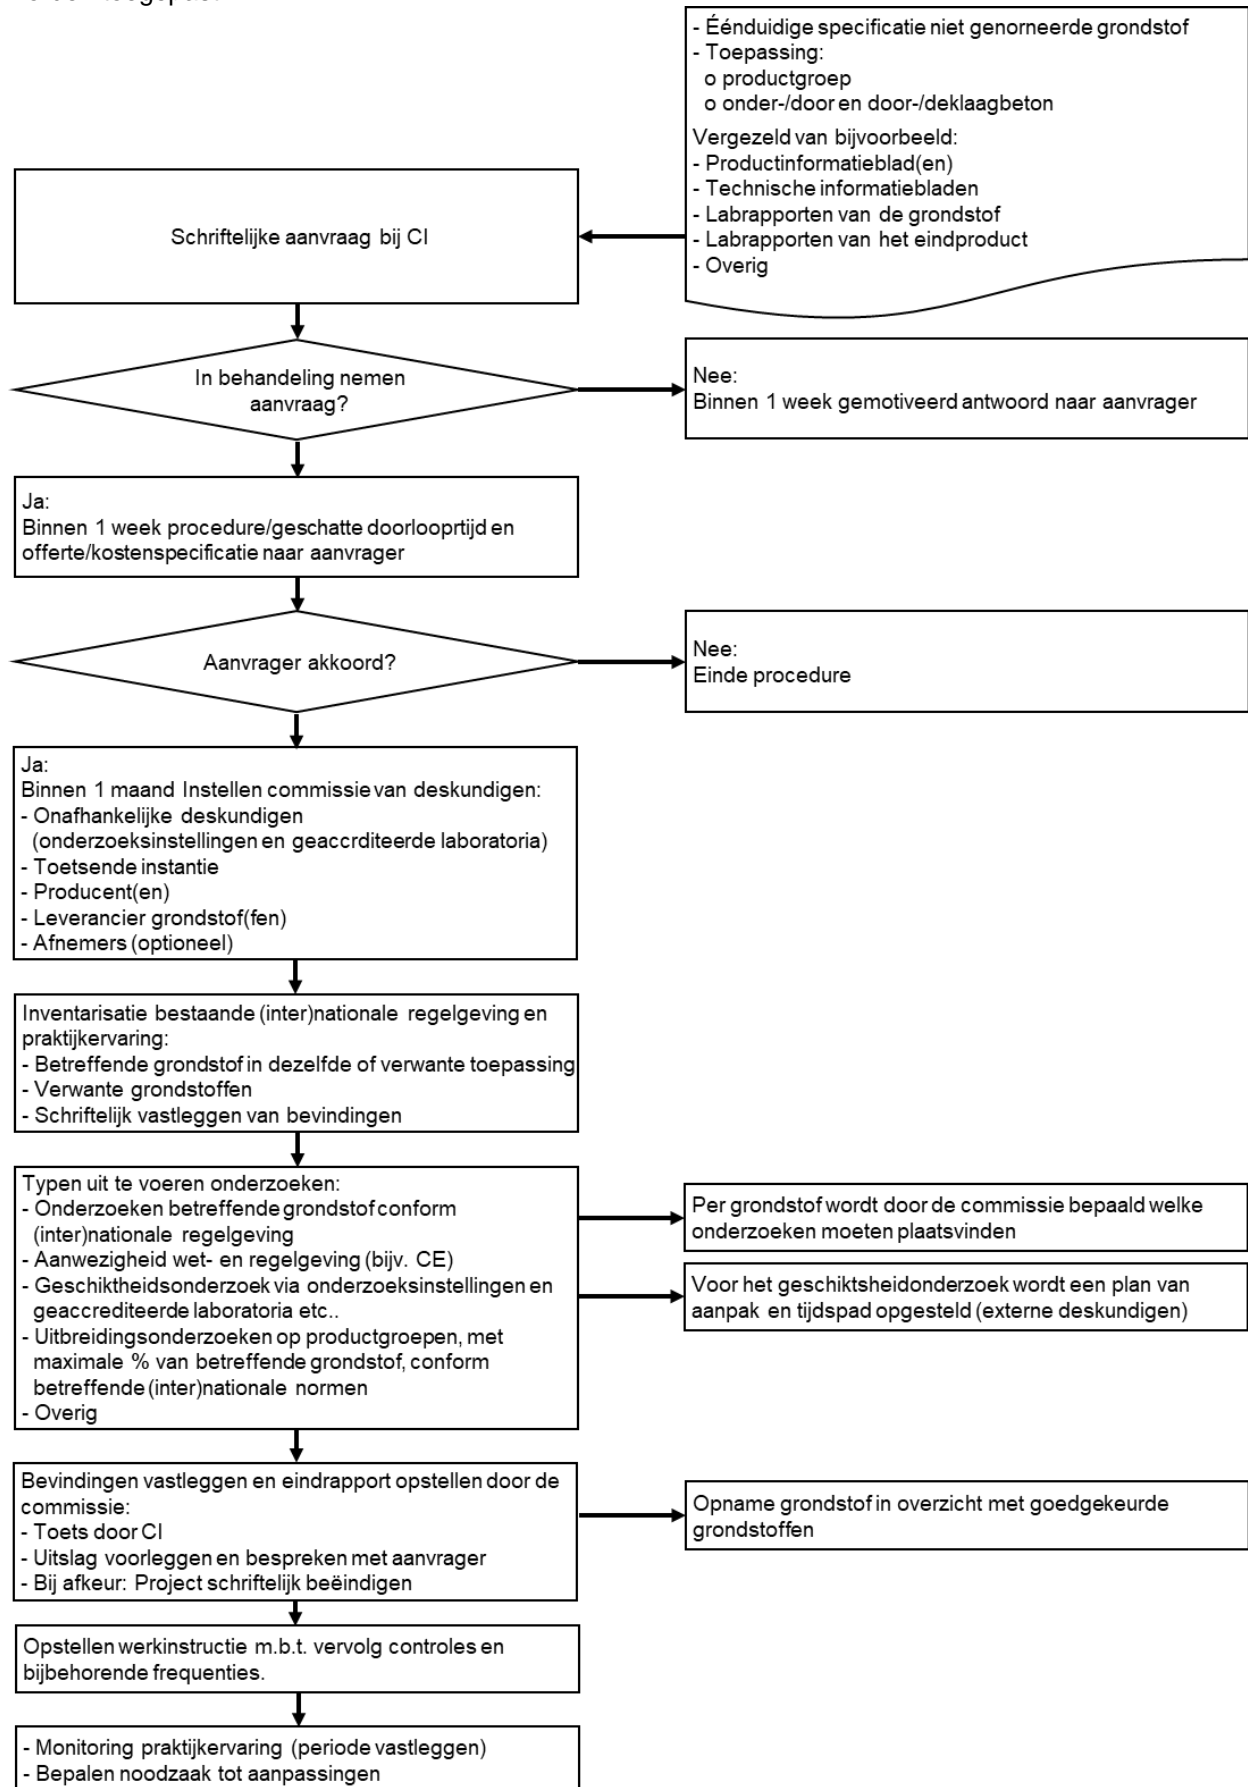 - Éénduidige specificatie niet genorneerde grondstof
- Toepassing:
o productgroep
o onder-/door en door-/deklaagbeton
Vergezeld van bijvoorbeeld:
- Productinformatieblad(en)
- Technische informatiebladen
- Labrapporten van de grondstof
- Labrapporten van het eindproduct
- Overig
Schriftelijke aanvraag bij CI
In behandeling nemen
aanvraag?
Nee:
Binnen 1 week gemotiveerd antwoord naar aanvrager
Ja:
Binnen 1 week procedure/geschatte doorlooprtijd en
offerte/kostenspecificatie naar aanvrager
Aanvrager akkoord?
Nee:
Einde procedure
Ja:
Binnen 1 maand Instellen commissie van deskundigen:
- Onafhankelijke deskundigen
(onderzoeksinstellingen en geaccrditeerde laboratoria)
- Toetsende instantie
- Producent(en)
- Leverancier grondstof(fen)
- Afnemers (optioneel)
Inventarisatie bestaande (inter)nationale regelgeving en
praktijkervaring:
- Betreffende grondstof in dezelfde of verwante toepassing
- Verwante grondstoffen
- Schriftelijk vastleggen van bevindingen
Typen uit te voeren onderzoeken:
- Onderzoeken betreffende grondstof conform
(inter)nationale regelgeving
- Aanwezigheid wet- en regelgeving (bijv. CE)
- Geschiktheidsonderzoek via onderzoeksinstellingen en
geaccrediteerde laboratoria etc..
- Uitbreidingsonderzoeken op productgroepen, met
maximale % van betreffende grondstof, conform
betreffende (inter)nationale normen
- Overig
Per grondstof wordt door de commissie bepaald welke
onderzoeken moeten plaatsvinden
Voor het geschiktsheidonderzoek wordt een plan van
aanpak en tijdspad opgesteld (externe deskundigen)
Bevindingen vastleggen en eindrapport opstellen door de
commissie:
- Toets door CI
- Uitslag voorleggen en bespreken met aanvrager
- Bij afkeur: Project schriftelijk beëindigen
Opname grondstof in overzicht met goedgekeurde
grondstoffen
Opstellen werkinstructie m.b.t. vervolg controles en
bijbehorende frequenties.
- Monitoring praktijkervaring (periode vastleggen)
- Bepalen noodzaak tot aanpassingen